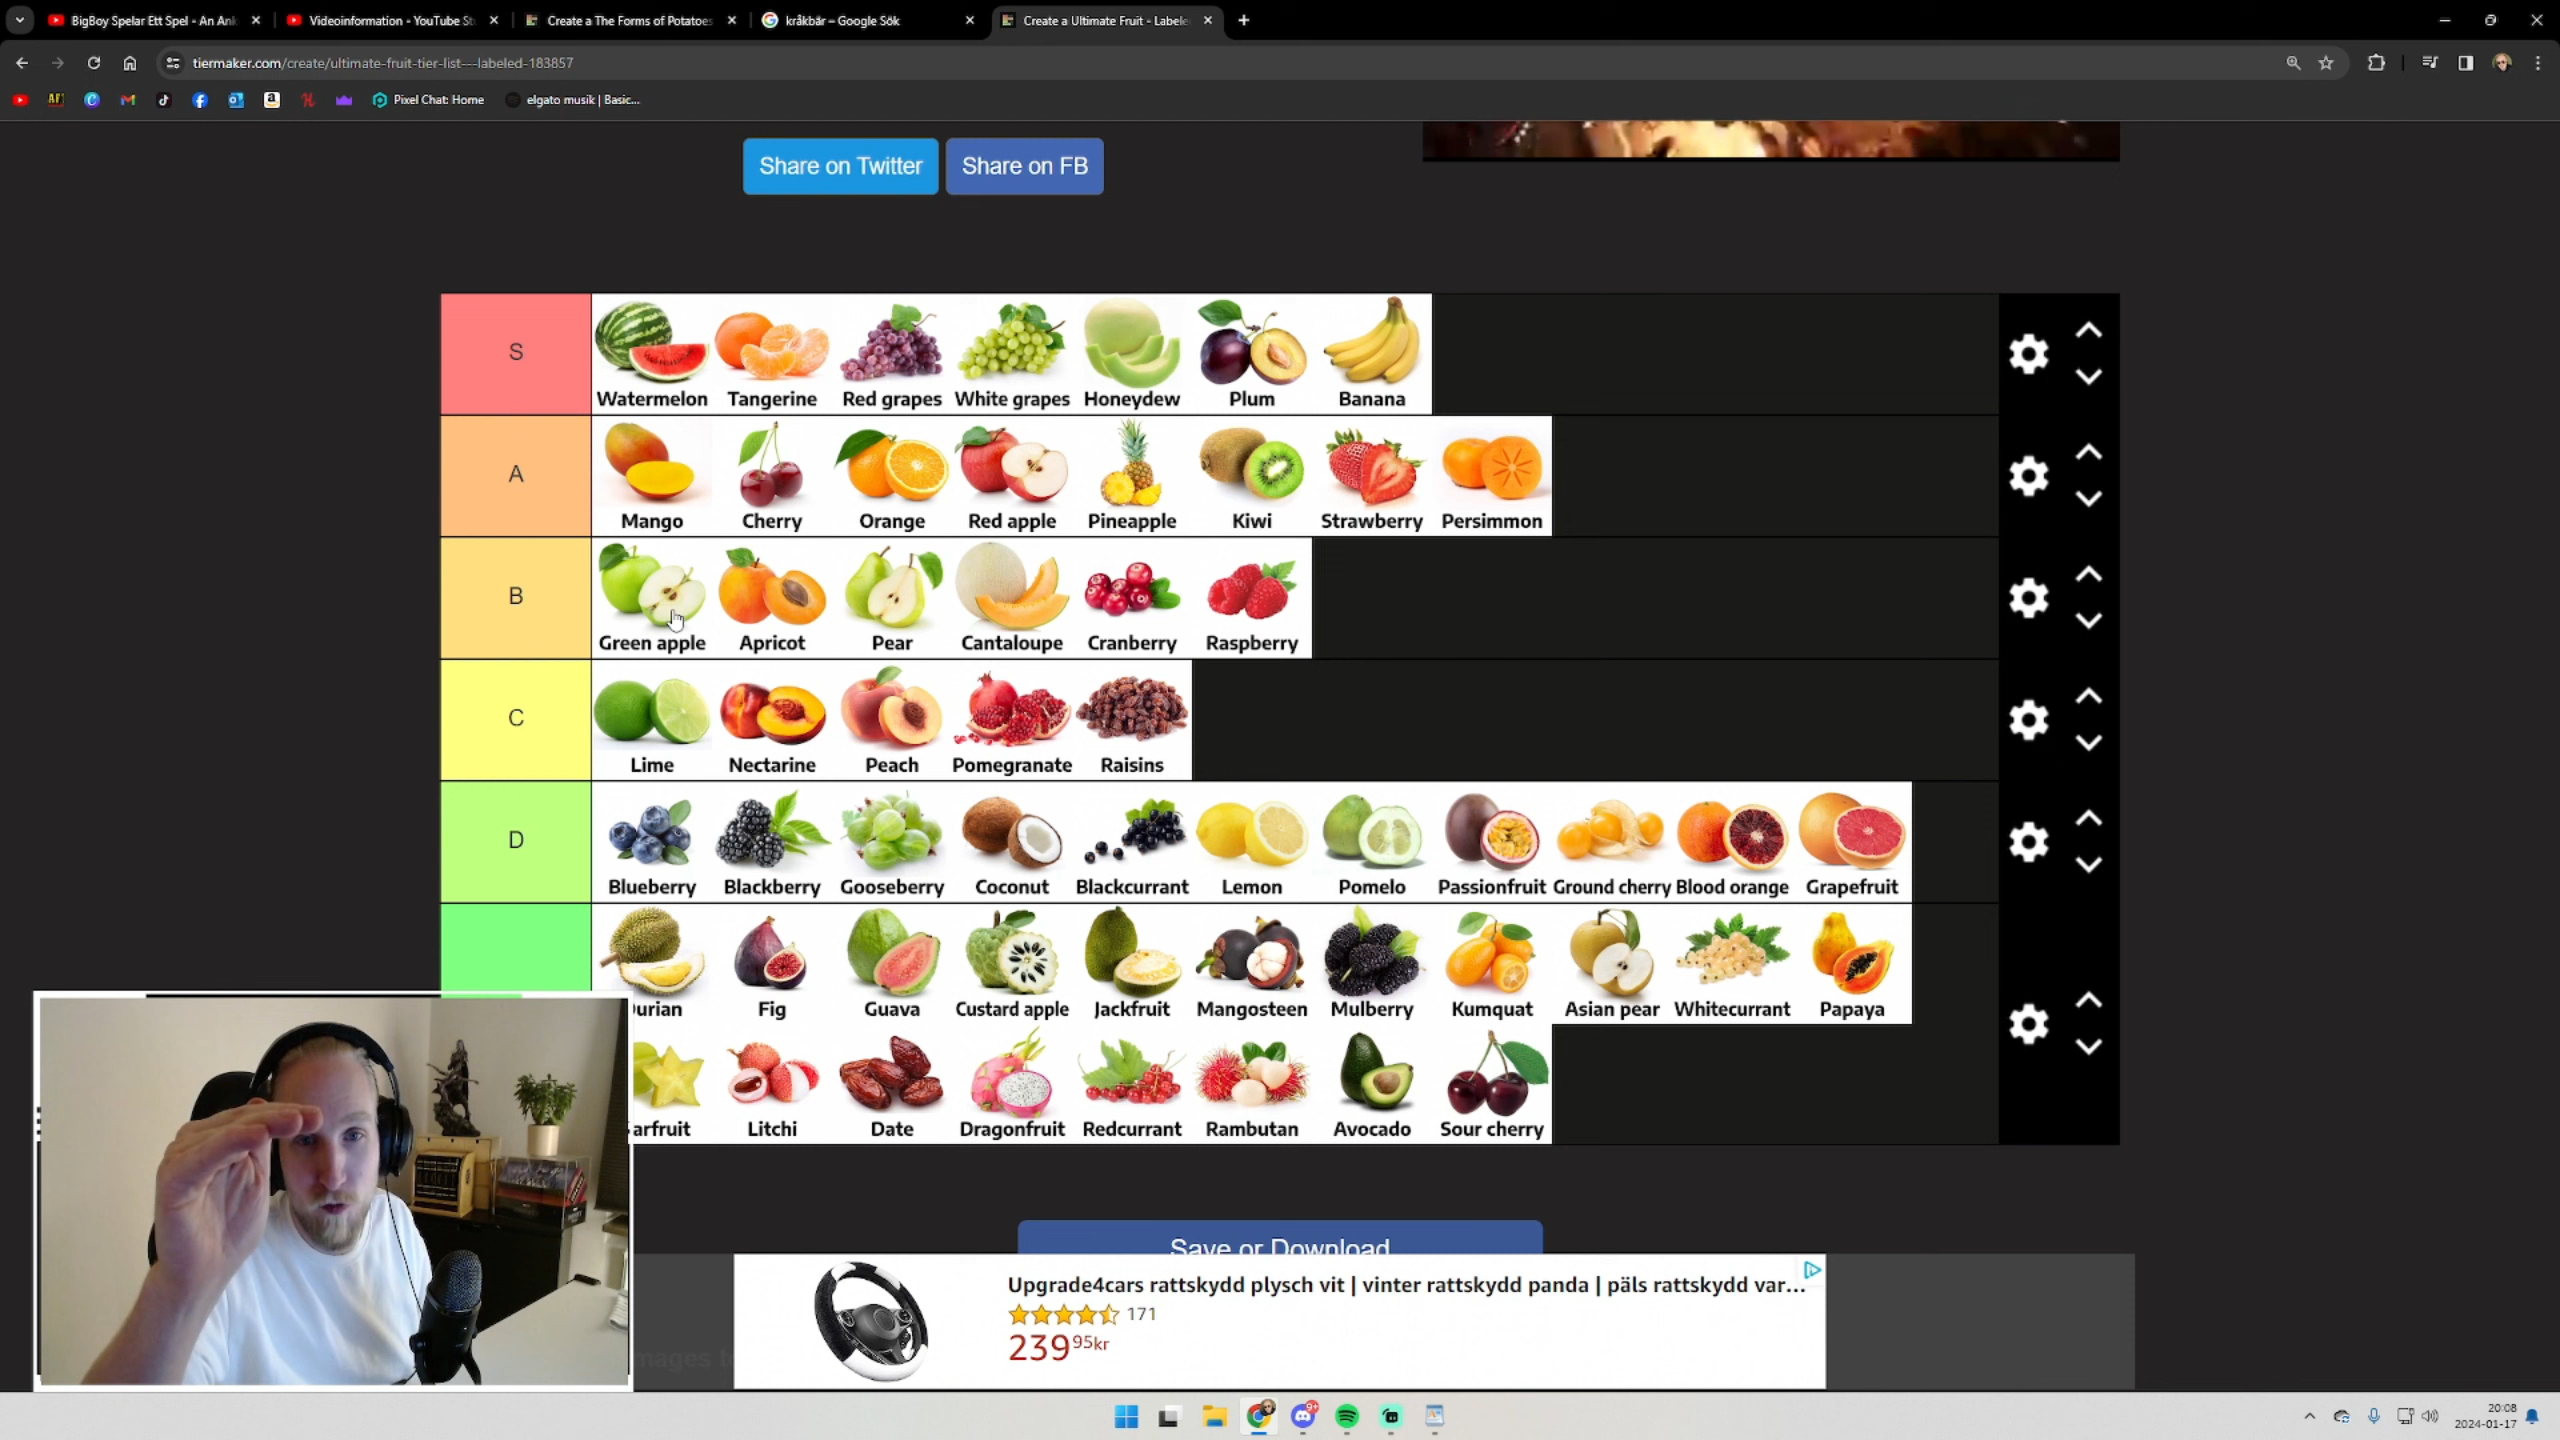 BigBoy Spelar Ett Spel - An Ank
Videoinformation - YouTube St
Create a The Forms of Potatoes
kråkbär – Google Sök
Create a Ultimate Fruit - Labele
tiermaker.com/create/ultimate-fruit-tier-list---labeled-183857
Pixel Chat: Home
elgato musik | Basic...
Share on Twitter
Share on FB
S
Watermelon Tangerine Red grapes White grapes Honeydew Plum Banana
A
Mango Cherry Orange Red apple Pineapple Kiwi Strawberry Persimmon
B
Green apple Apricot Pear Cantaloupe Cranberry Raspberry
C
Lime Nectarine Peach Pomegranate Raisins
D
Blueberry Blackberry Gooseberry Coconut Blackcurrant Lemon Pomelo Passionfruit Ground cherry Blood orange Grapefruit
urian Fig Guava Custard apple Jackfruit Mangosteen Mulberry Kumquat Asian pear Whitecurrant Papaya
arfruit Litchi Date Dragonfruit Redcurrant Rambutan Avocado Sour cherry
Save or Download
Upgrade4cars rattskydd plysch vit | vinter rattskydd panda | päls rattskydd var...
171
239 95kr
mages t
9+
20:08
2024-01-17